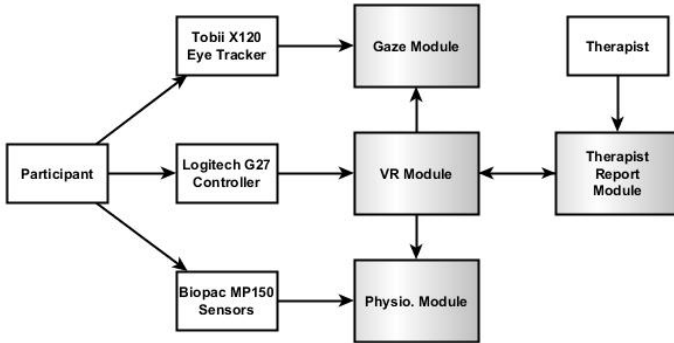 Tobii X120
Eye Tracker
Gaze Module
Therapist
Participant
Logitech G27
Controller
VR Module
Therapist
Report
Module
Biopac MP150
Sensors
Physio. Module